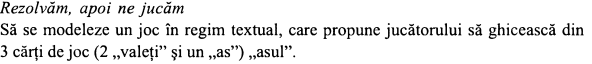 Rezolvăm, apoi ne jucăm
Să se modeleze un joc în regim textual, care propune jucătorului să ghicească din
3 cărţi de joc (2 „valeţi” şi un „as”) „asul”.